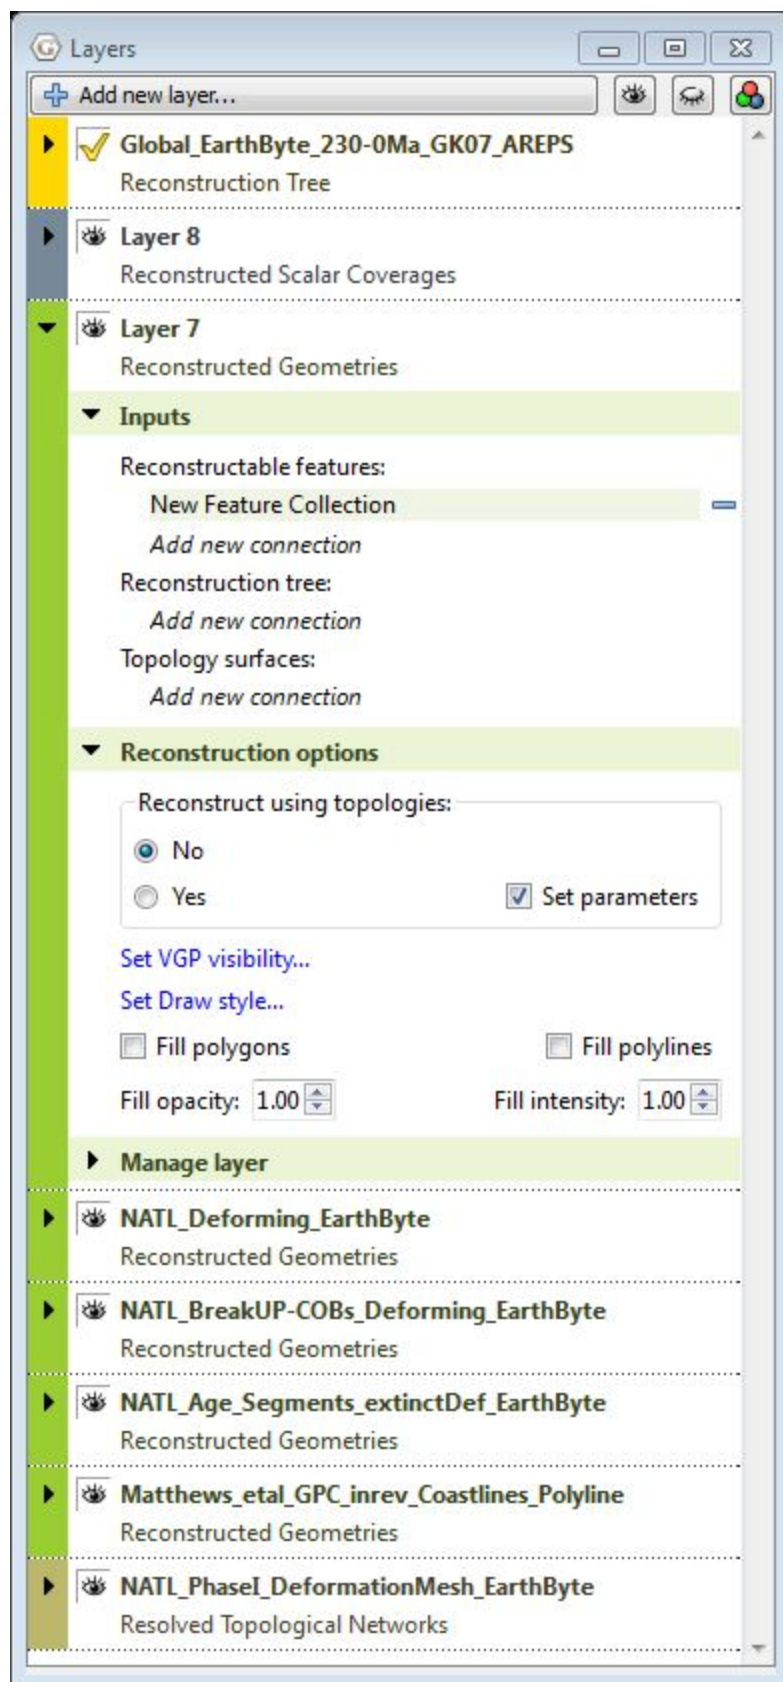 Layers
Add new layer...
Global_EarthByte_230-0Ma_GK07_AREPS
Reconstruction Tree
Layer 8
Reconstructed Scalar Coverages
Layer 7
Reconstructed Geometries
Inputs
Reconstructable features:
New Feature Collection
Add new connection
Reconstruction tree:
Add new connection
Topology surfaces:
Add new connection
Reconstruction options
Reconstruct using topologies:
No
Yes Set parameters
Set VGP visibility...
Set Draw style...
Fill polygons Fill polylines
Fill opacity: 1.00 Fill intensity: 1.00
Manage layer
NATL_Deforming_EarthByte
Reconstructed Geometries
NATL_BreakUP-COBs_Deforming_EarthByte
Reconstructed Geometries
NATL_Age_Segments_extinctDef_EarthByte
Reconstructed Geometries
Matthews_etal_GPC_inrev_Coastlines_Polyline
Reconstructed Geometries
NATL_PhaseI_DeformationMesh_EarthByte
Resolved Topological Networks